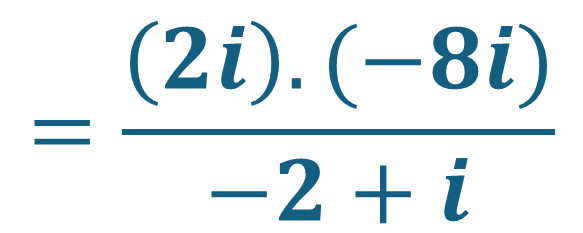 = (2i).(−8i)
−2 + i